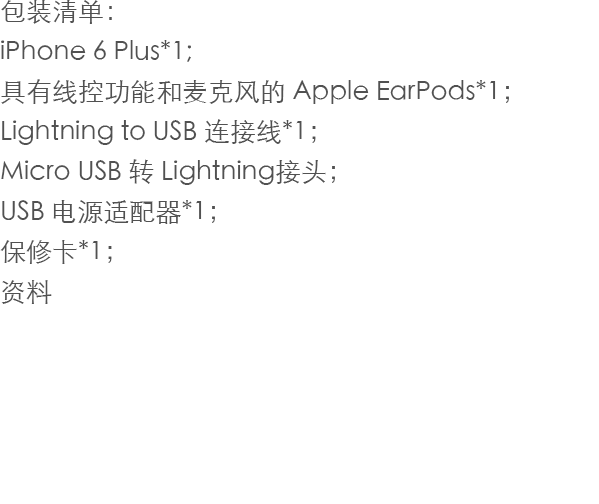 包装清单：
iPhone 6 Plus*1;
具有线控功能和麦克风的 Apple EarPods*1；
Lightning to USB 连接线*1；
Micro USB 转 Lightning接头；
USB 电源适配器*1；
保修卡*1；
资料